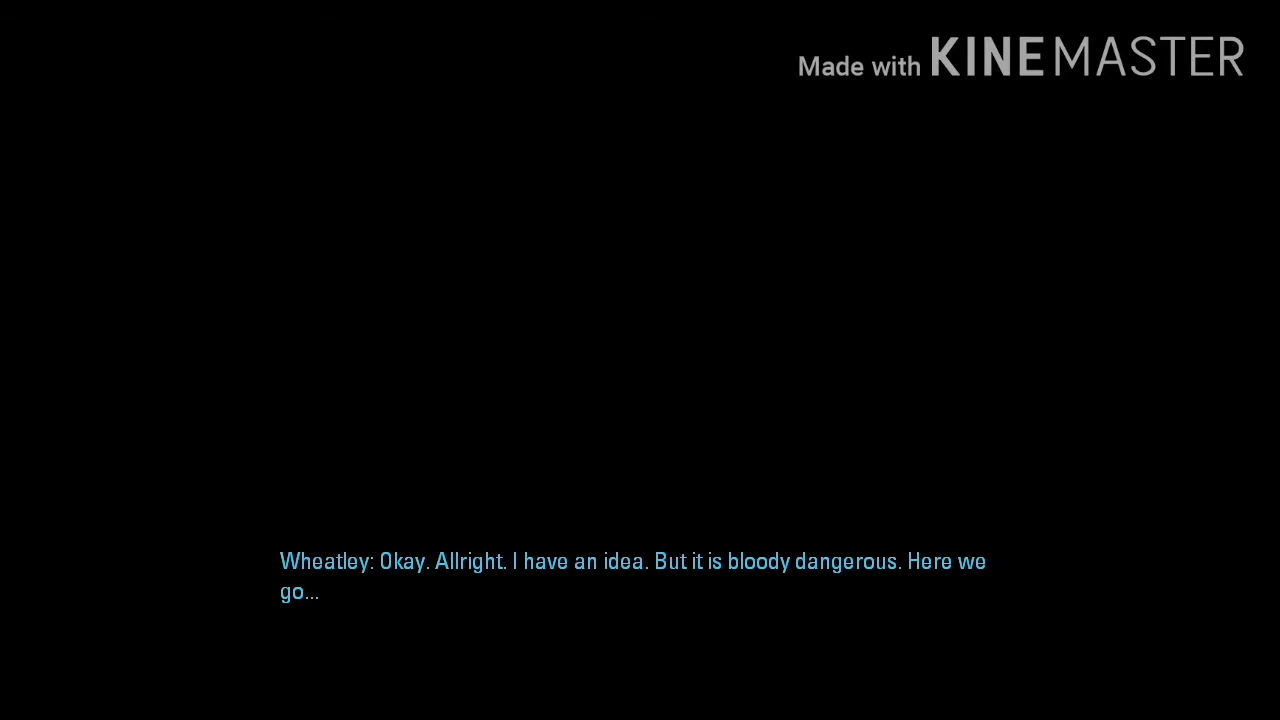 Made with KINEMASTER
Wheatley: Okay. Allright. I have an idea. But it is bloody dangerous. Here we
go...